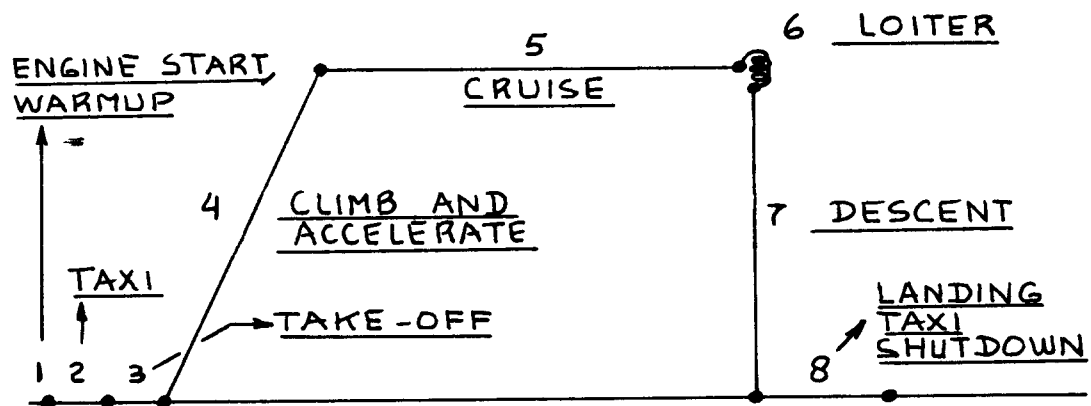 6 LOITER
5
CRUISE
ENGINE START
WARMUP
4
CLIMB AND
ACCELERATE
7 DESCENT
TAXI
TAKE-OFF
LANDING
TAXI
SHUTDOWN
1 2 3
8